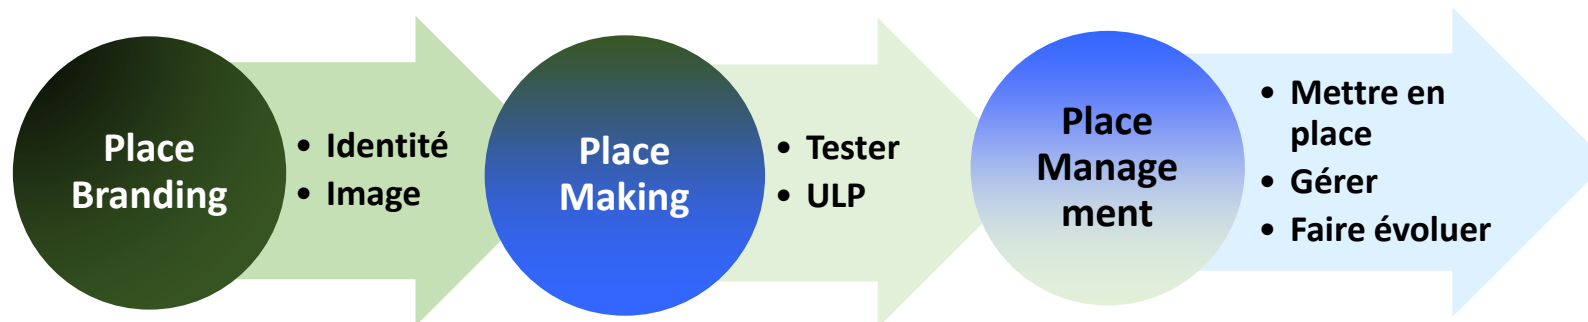 Place
Branding
• Identité
• Image
Place
Making
• Tester
• ULP
Place
Manage
ment
• Mettre en
place
• Gérer
• Faire évoluer